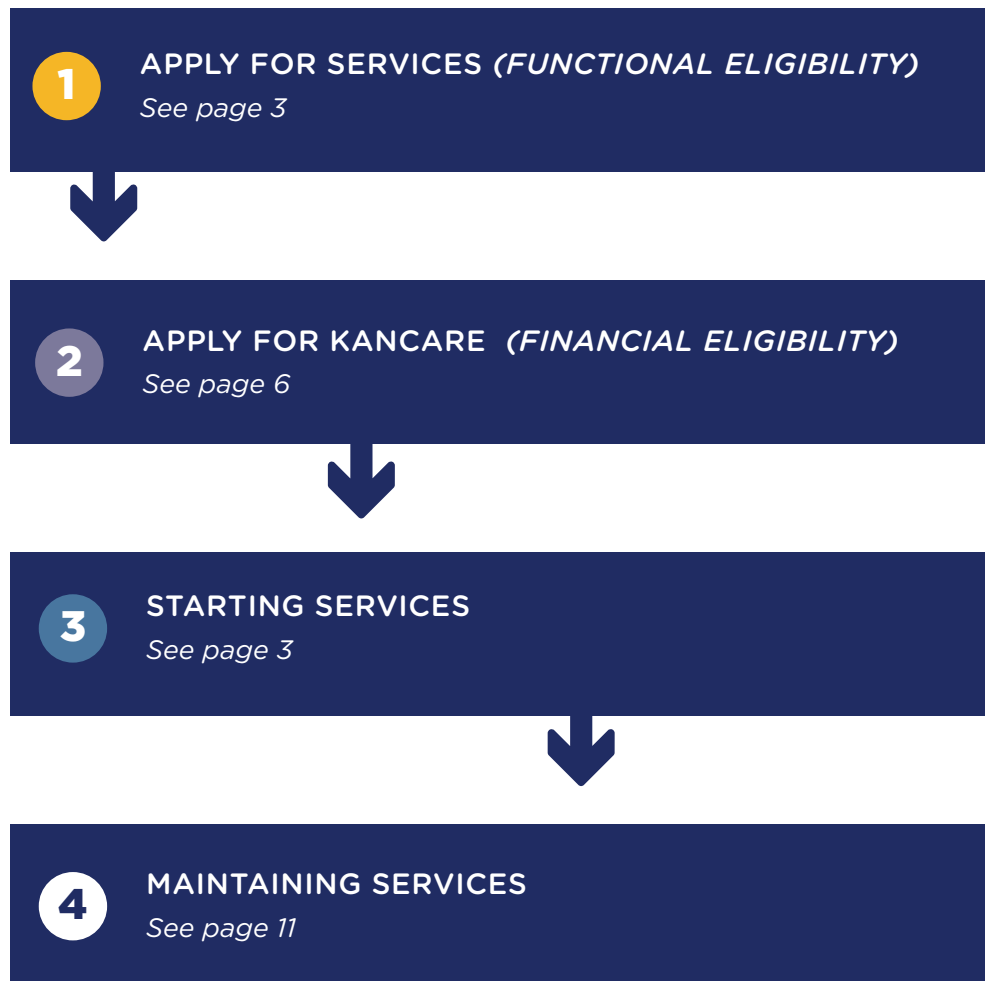 1
APPLY FOR SERVICES (FUNCTIONAL ELIGIBILITY)
See page 3
2
APPLY FOR KANCARE (FINANCIAL ELIGIBILITY)
See page 6
3
STARTING SERVICES
See page 3
4
MAINTAINING SERVICES
See page 11